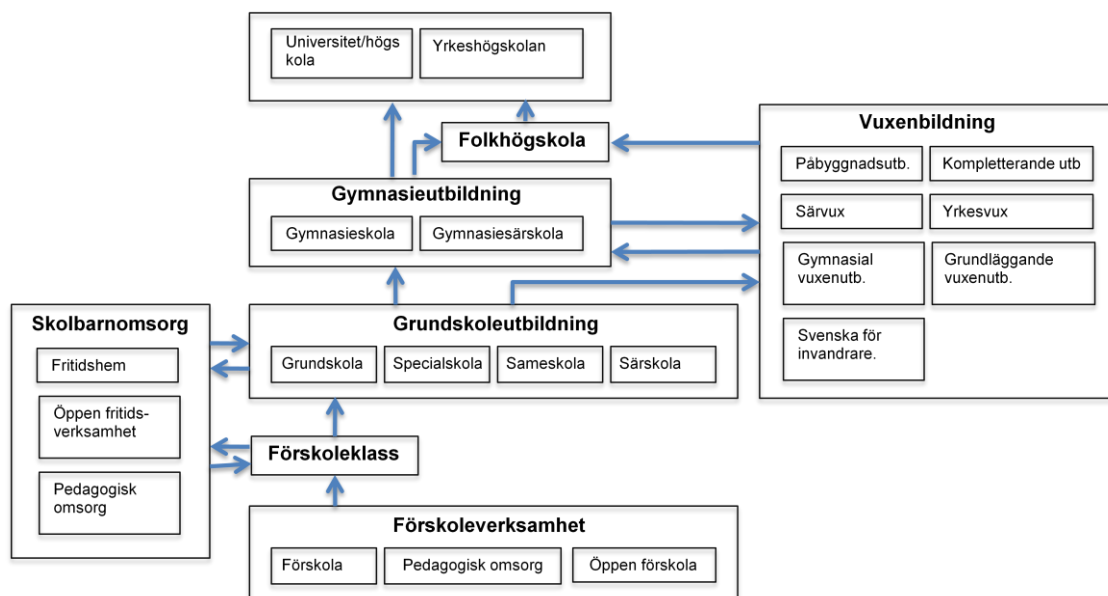 Universitet/högs
kola
Yrkeshögskolan
Folkhögskola
Vuxenbildning
Påbyggnadsutb.
Kompletterande utb
Särvux
Yrkesvux
Gymnasial
vuxenutb.
Grundläggande
vuxenutb.
Svenska för
invandrare.
Gymnasieutbildning
Gymnasieskola
Gymnasiesärskola
Skolbarnomsorg
Fritidshem
Öppen fritids-
verksamhet
Pedagogisk
omsorg
Grundskoleutbildning
Grundskola
Specialskola
Sameskola
Särskola
Förskoleklass
Förskoleverksamhet
Förskola
Pedagogisk omsorg
Öppen förskola